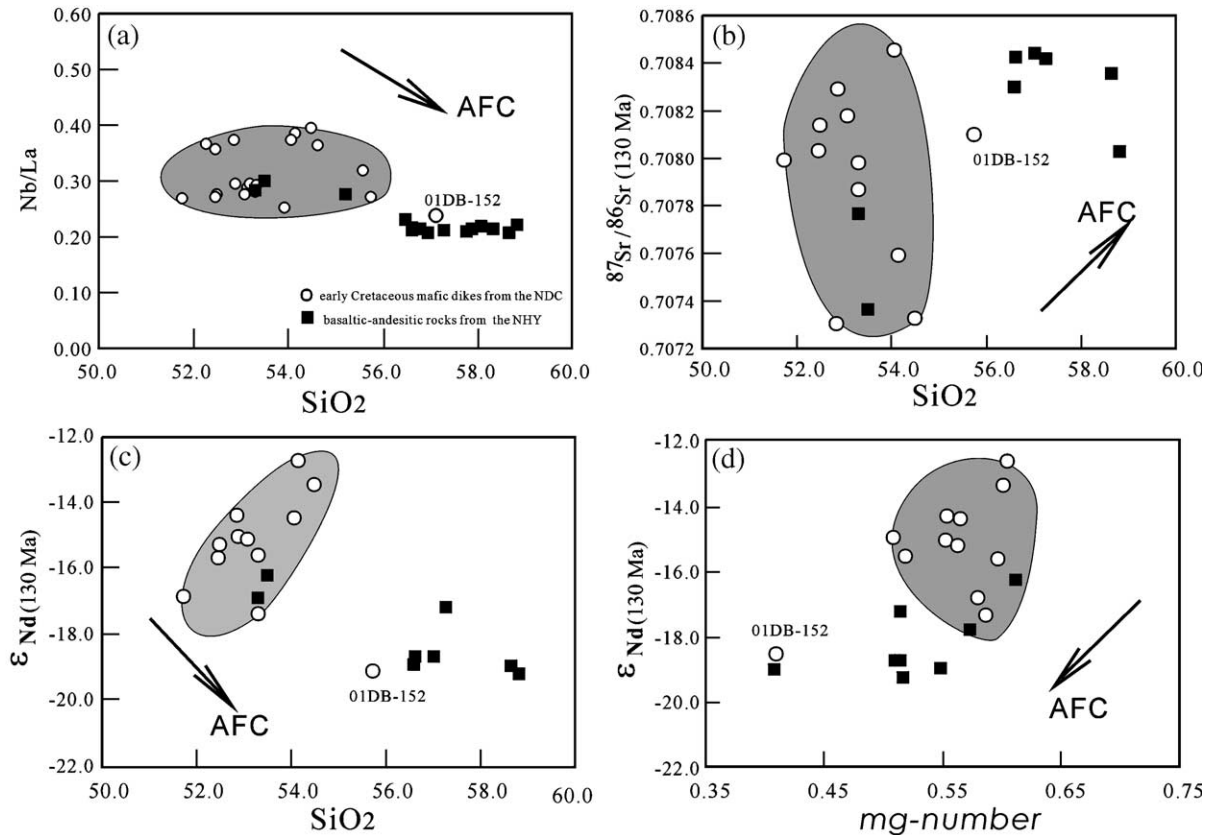 (a)
0.60
0.50
0.40
0.30
0.20
0.10
0.00
Nb/La
AFC
01DB-152
early Cretaceous mafic dikes from the NDC
basaltic-andesitic rocks from the NHY
50.0 52.0 54.0 56.0 58.0 60.0
SiO2
(b)
0.7086
0.7084
0.7082
0.7080
0.7078
0.7076
0.7074
0.7072
87Sr/86Sr (130 Ma)
01DB-152
AFC
50.0 52.0 54.0 56.0 58.0 60.0
SiO2
(c)
-12.0
-14.0
-16.0
-18.0
-20.0
-22.0
εNd(130 Ma)
01DB-152
AFC
50.0 52.0 54.0 56.0 58.0 60.0
SiO2
(d)
-12.0
-14.0
-16.0
-18.0
-20.0
-22.0
εNd(130 Ma)
01DB-152
AFC
0.35 0.45 0.55 0.65 0.75
mg-number